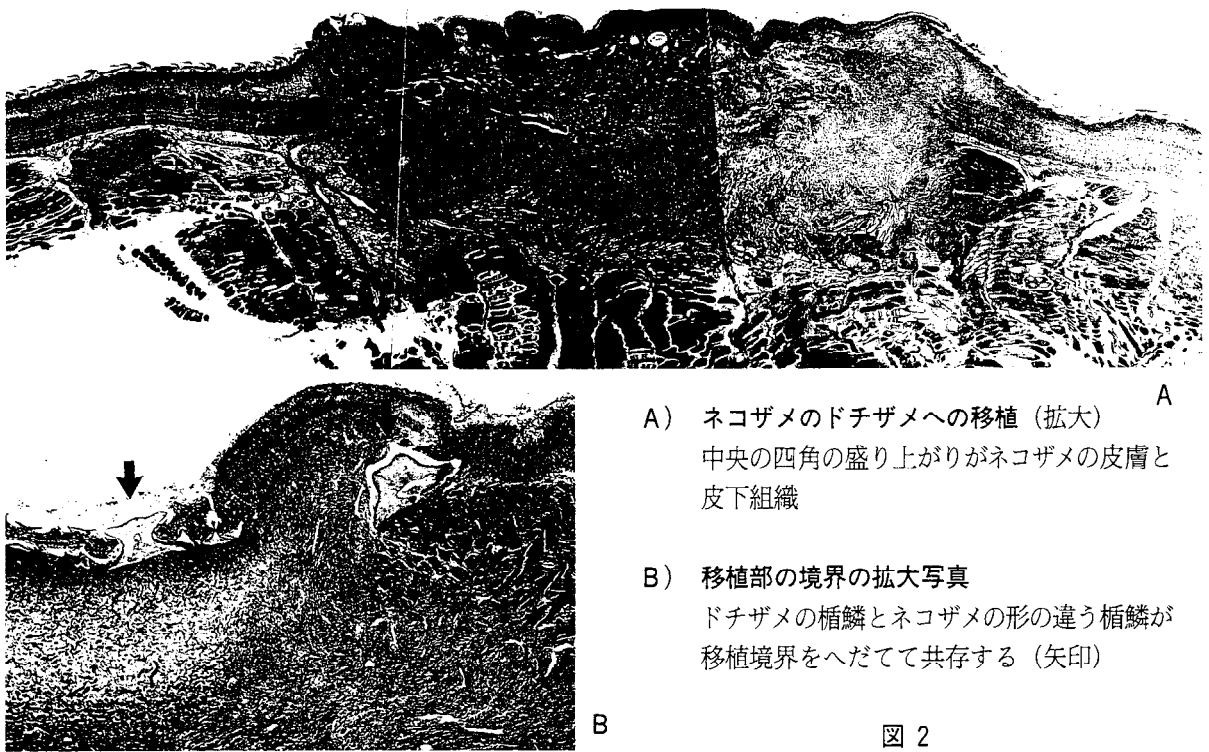 A
A) ネコザメのドチザメへの移植 (拡大)
中央の四角の盛り上がりがネコザメの皮膚と
皮下組織
B) 移植部の境界の拡大写真
ドチザメの楯鱗とネコザメの形の違う楯鱗が
移植境界をへだてて共存する (矢印)
B
図 2